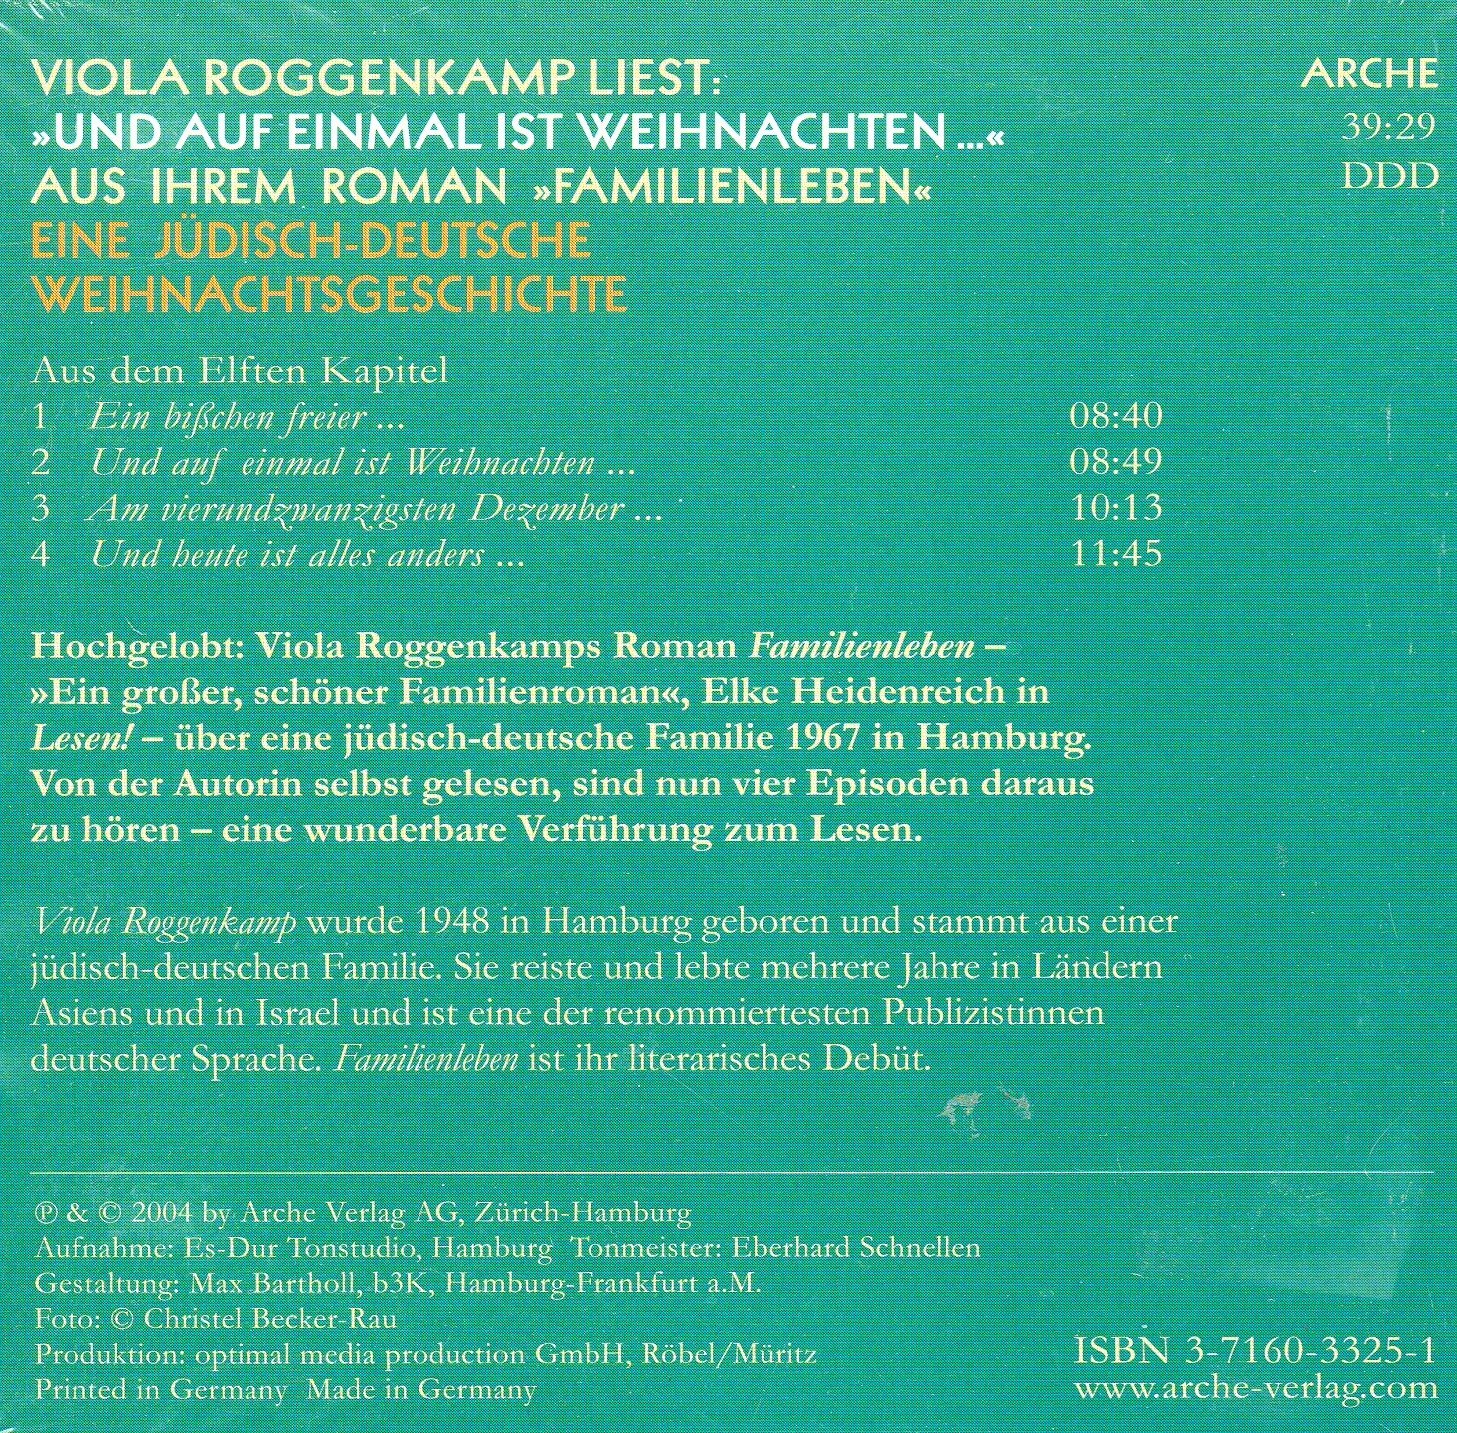 VIOLA ROGGENKAMP LIEST:
»UND AUF EINMAL IST WEIHNACHTEN ...«
AUS IHREM ROMAN »FAMILIENLEBEN«
EINE JÜDISCH-DEUTSCHE
WEIHNACHTSGESCHICHTE
ARCHE
39:29
DDD
Aus dem Elften Kapitel
1 Ein bißchen freier ... 08:40
2 Und auf einmal ist Weihnachten ... 08:49
3 Am vierundzwanzigsten Dezember ... 10:13
4 Und heute ist alles anders ... 11:45
Hochgelobt: Viola Roggenkamps Roman Familienleben –
»Ein großer, schöner Familienroman«, Elke Heidenreich in
Lesen! – über eine jüdisch-deutsche Familie 1967 in Hamburg.
Von der Autorin selbst gelesen, sind nun vier Episoden daraus
zu hören – eine wunderbare Verführung zum Lesen.
Viola Roggenkamp wurde 1948 in Hamburg geboren und stammt aus einer
jüdisch-deutschen Familie. Sie reiste und lebte mehrere Jahre in Ländern
Asiens und in Israel und ist eine der renommiertesten Publizistinnen
deutscher Sprache. Familienleben ist ihr literarisches Debüt.
℗ & © 2004 by Arche Verlag AG, Zürich-Hamburg
Aufnahme: Es-Dur Tonstudio, Hamburg Tonmeister: Eberhard Schnellen
Gestaltung: Max Bartholl, b3K, Hamburg-Frankfurt a.M.
Foto: © Christel Becker-Rau
Produktion: optimal media production GmbH, Röbel/Müritz
Printed in Germany Made in Germany
ISBN 3-7160-3325-1
www.arche-verlag.com